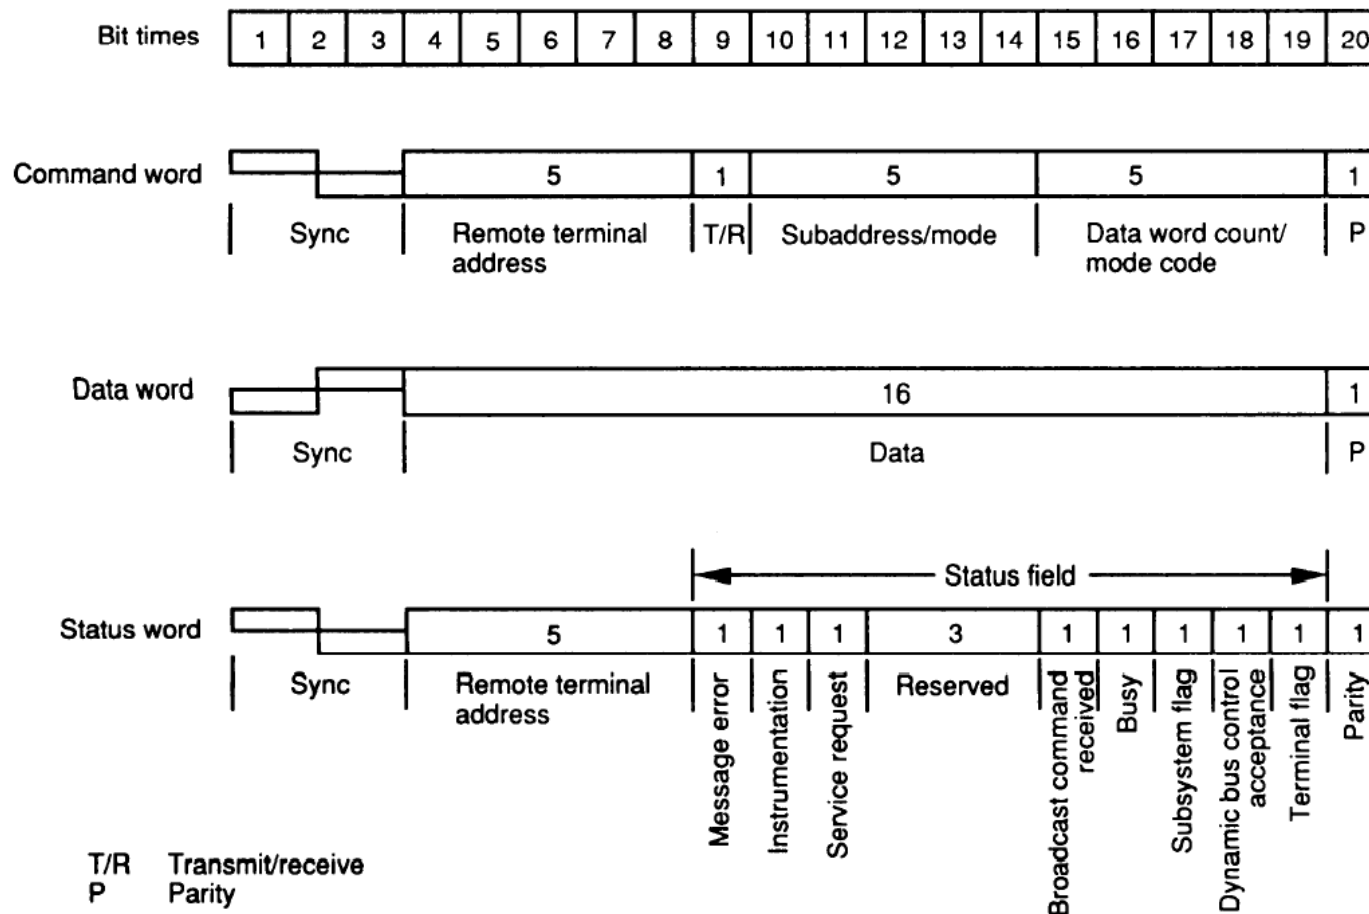 Bit times 1 2 3 4 5 6 7 8 9 10 11 12 13 14 15 16 17 18 19 20
Command word 5 1 5 5 1
Sync Remote terminal T/R Subaddress/mode Data word count/ P
address mode code
Data word 16 1
Sync Data P
Status field
Status word 5 1 1 1 3 1 1 1 1 1 1
Sync Remote terminal Reserved
address
Message error
Instrumentation
Service request
Broadcast command
received
Busy
Subsystem flag
Dynamic bus control
acceptance
Terminal flag
Parity
T/R Transmit/receive
P Parity